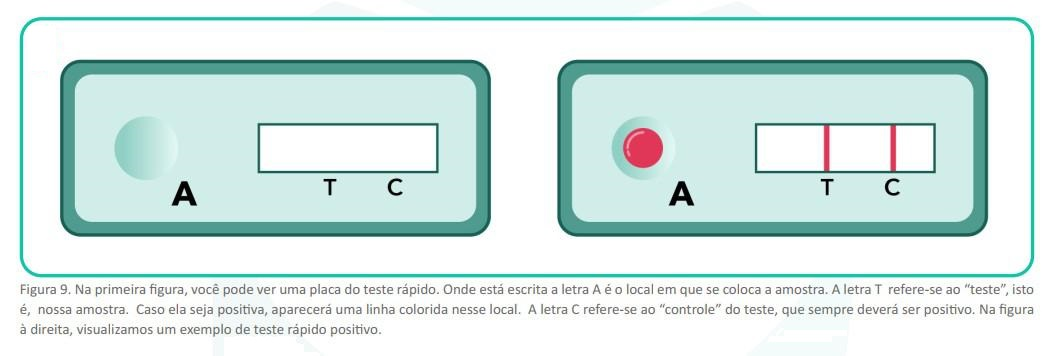 A
T C
A
T C
Figura 9. Na primeira figura, você pode ver uma placa do teste rápido. Onde está escrita a letra A é o local em que se coloca a amostra. A letra T refere-se ao “teste”, isto
é, nossa amostra. Caso ela seja positiva, aparecerá uma linha colorida nesse local. A letra C refere-se ao “controle” do teste, que sempre deverá ser positivo. Na figura
à direita, visualizamos um exemplo de teste rápido positivo.